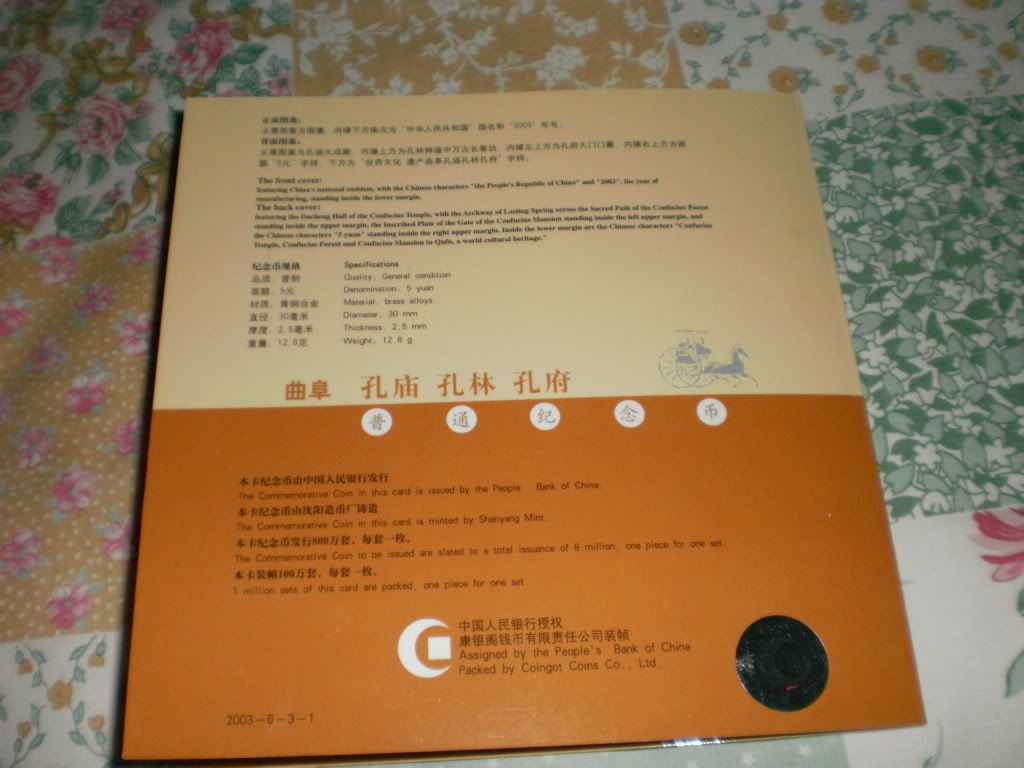 正面图案：
主景图案为国徽，内缘下方依次为"中华人民共和国"国名和"2003"年号。
背面图案：
主景图案为孔庙大成殿，内缘上方为孔林神道中万古长春坊，内缘左上方为孔府大门门匾，内缘右上方为面
额"5元"字样，下方为"世界文化 遗产曲阜孔庙孔林孔府"字样。
The front cover:
featuring China's national emblem, with the Chinese characters "the People's Republic of China" and "2003", the year of
manufacturing, standing inside the lower margin.
The back cover:
featuring the Dacheng Hall of the Confucius Temple, with the Archway of Lasting Spring across the Sacred Path of the Confucius Forest
standing inside the upper margin, the Inscribed Plate of the Gate of the Confucius Mansion standing inside the left upper margin, and
the Chinese characters "5 yuan" standing inside the right upper margin. Inside the lower margin are the Chinese characters "Confucius
Temple, Confucius Forest and Confucius Mansion in Qufu, a world cultural heritage."
纪念币规格 Specifications
品质：普制 Quality: General condition
面额：5元 Denomination: 5 yuan
材质：黄铜合金 Material: brass alloys
直径：30毫米 Diameter: 30 mm
厚度：2.5毫米 Thickness: 2.5 mm
重量：12.8克 Weight: 12.8 g
曲阜 孔庙 孔林 孔府
普通纪念币
本卡纪念币由中国人民银行发行
The Commemorative Coin in this card is issued by the People Bank of China.
本卡纪念币由沈阳造币厂铸造
The Commemorative Coin in this card is minted by Shenyang Mint.
本卡纪念币发行800万套，每套一枚。
The Commemorative Coin to be issued are slated to a total issuance of 8 million, one piece for one set.
本卡装帧100万套，每套一枚。
1 million sets of this card are packed, one piece for one set.
中国人民银行授权
康银阁钱币有限责任公司装帧
Assigned by the People's Bank of China
Packed by Coingot Coins Co., Ltd.
2003-6-3-1